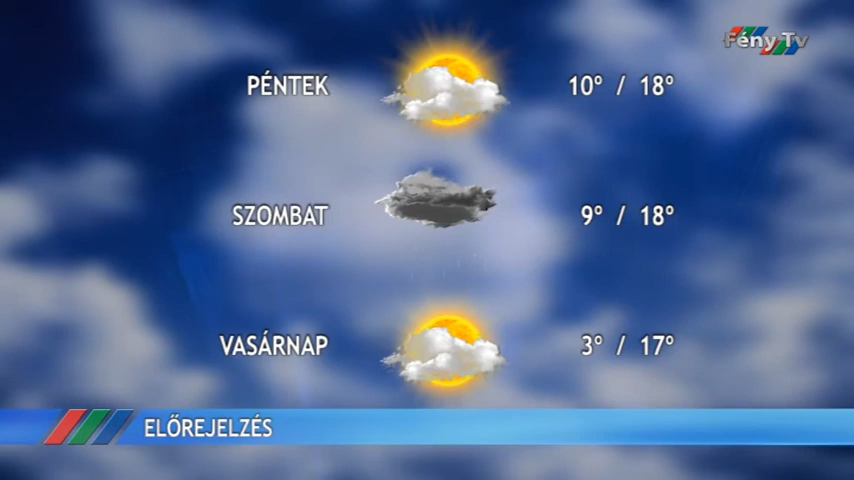 Fény Tv
PÉNTEK 10° / 18°
SZOMBAT 9° / 18°
VASÁRNAP 3° / 17°
ELŐREJELZÉS